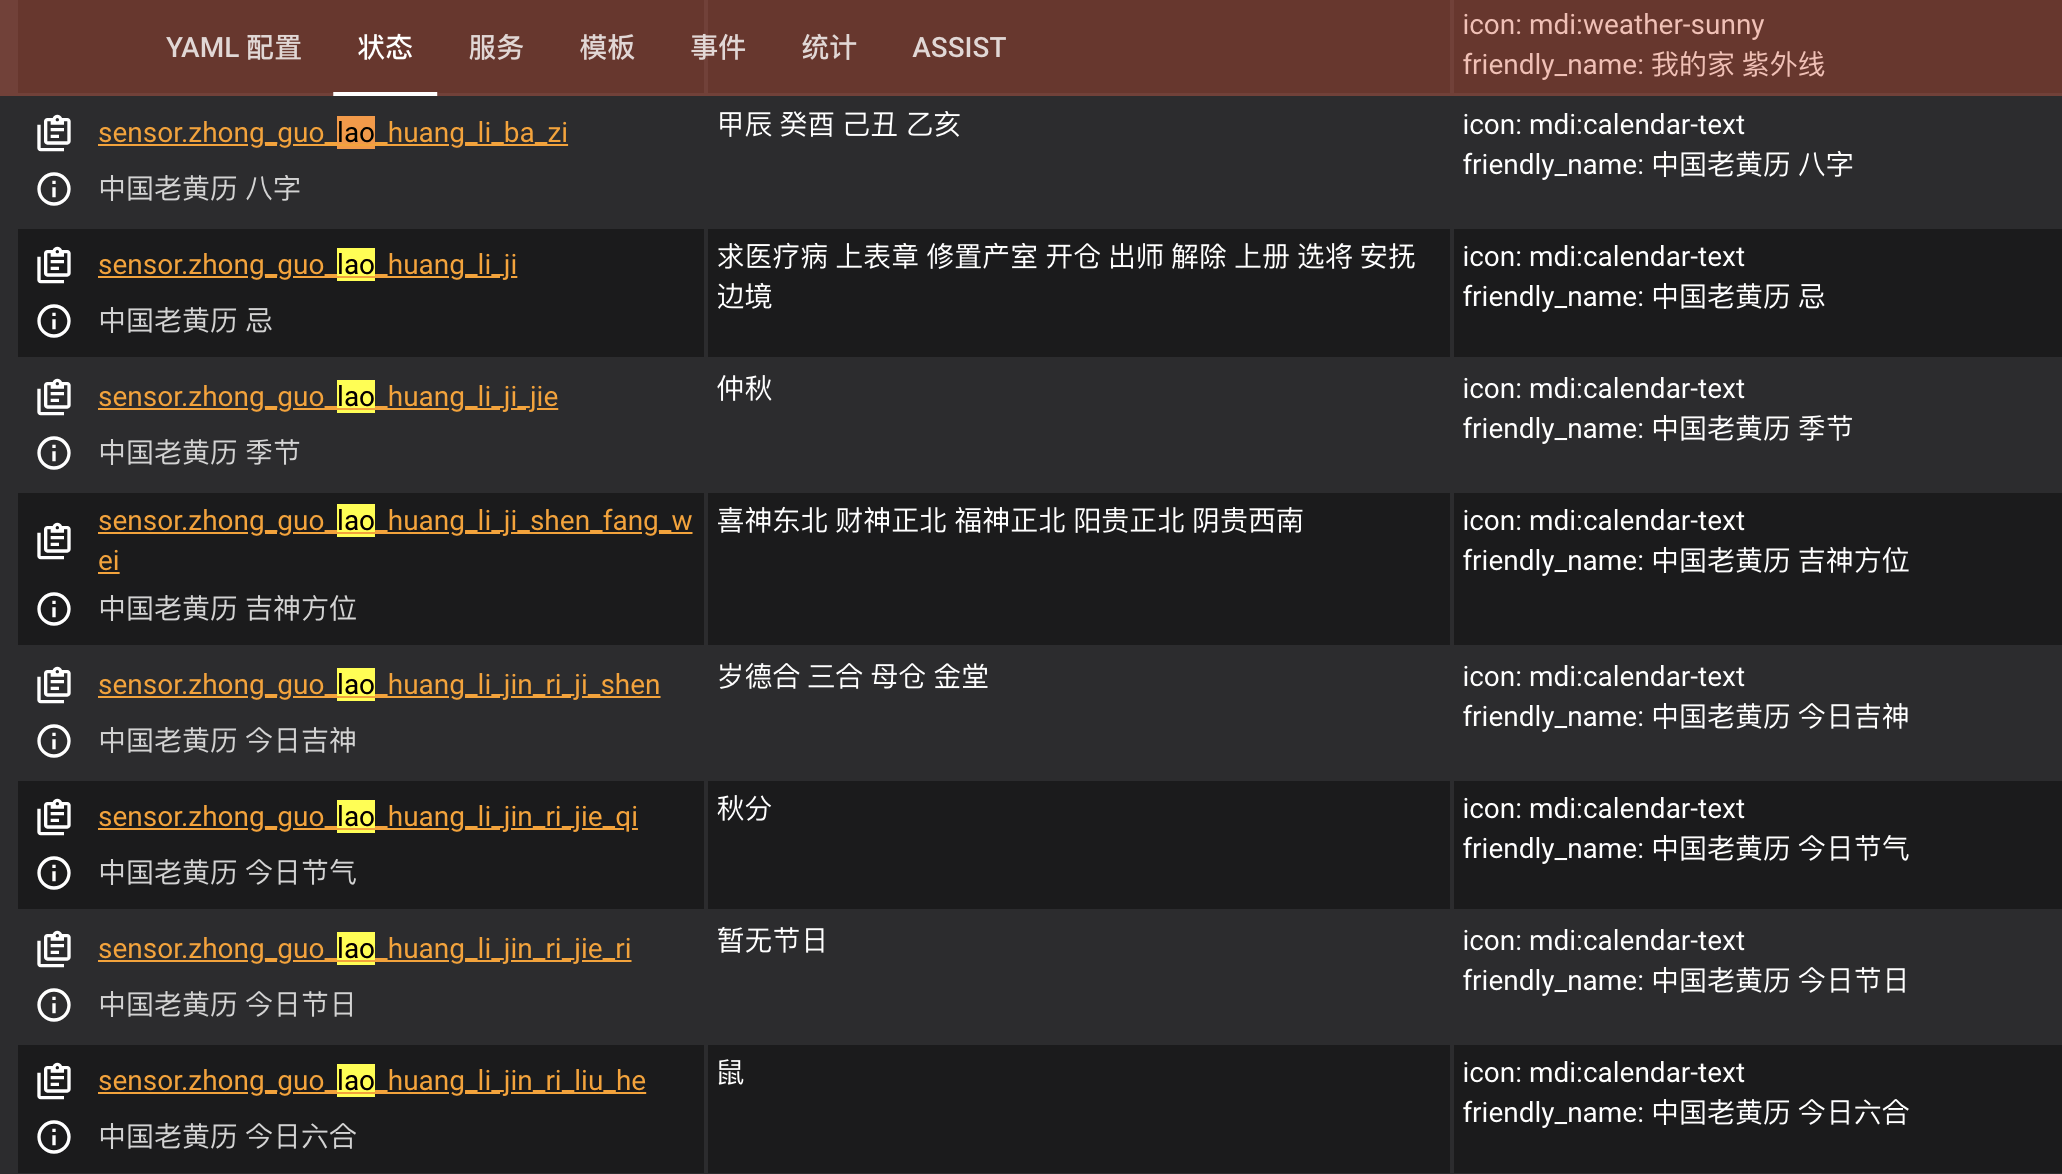 YAML 配置 状态 服务 模板 事件 统计 ASSIST
icon: mdi:weather-sunny
friendly_name: 我的家 紫外线
sensor.zhong_guo_lao_huang_li_ba_zi
中国老黄历 八字
甲辰 癸酉 己丑 乙亥
icon: mdi:calendar-text
friendly_name: 中国老黄历 八字
sensor.zhong_guo_lao_huang_li_ji
中国老黄历 忌
求医疗病 上表章 修置产室 开仓 出师 解除 上册 选将 安抚
边境
icon: mdi:calendar-text
friendly_name: 中国老黄历 忌
sensor.zhong_guo_lao_huang_li_ji_jie
中国老黄历 季节
仲秋
icon: mdi:calendar-text
friendly_name: 中国老黄历 季节
sensor.zhong_guo_lao_huang_li_ji_shen_fang_w
ei
中国老黄历 吉神方位
喜神东北 财神正北 福神正北 阳贵正北 阴贵西南
icon: mdi:calendar-text
friendly_name: 中国老黄历 吉神方位
sensor.zhong_guo_lao_huang_li_jin_ri_ji_shen
中国老黄历 今日吉神
岁德合 三合 母仓 金堂
icon: mdi:calendar-text
friendly_name: 中国老黄历 今日吉神
sensor.zhong_guo_lao_huang_li_jin_ri_jie_qi
中国老黄历 今日节气
秋分
icon: mdi:calendar-text
friendly_name: 中国老黄历 今日节气
sensor.zhong_guo_lao_huang_li_jin_ri_jie_ri
中国老黄历 今日节日
暂无节日
icon: mdi:calendar-text
friendly_name: 中国老黄历 今日节日
sensor.zhong_guo_lao_huang_li_jin_ri_liu_he
中国老黄历 今日六合
鼠
icon: mdi:calendar-text
friendly_name: 中国老黄历 今日六合